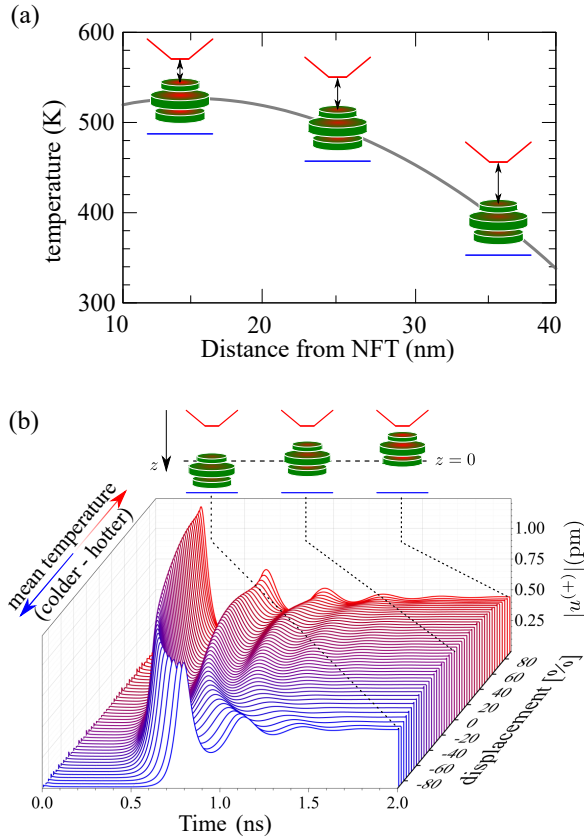 (a)
600
500
400
300
temperature (K)
10
20
30
40
Distance from NFT (nm)
(b)
z
z = 0
mean temperature
(colder - hotter)
1.00
0.75
0.50
0.25
|u^(+)| (pm)
80
60
40
20
0
-20
-40
-60
-80
displacement [%]
0.0
0.5
1.0
1.5
2.0
Time (ns)